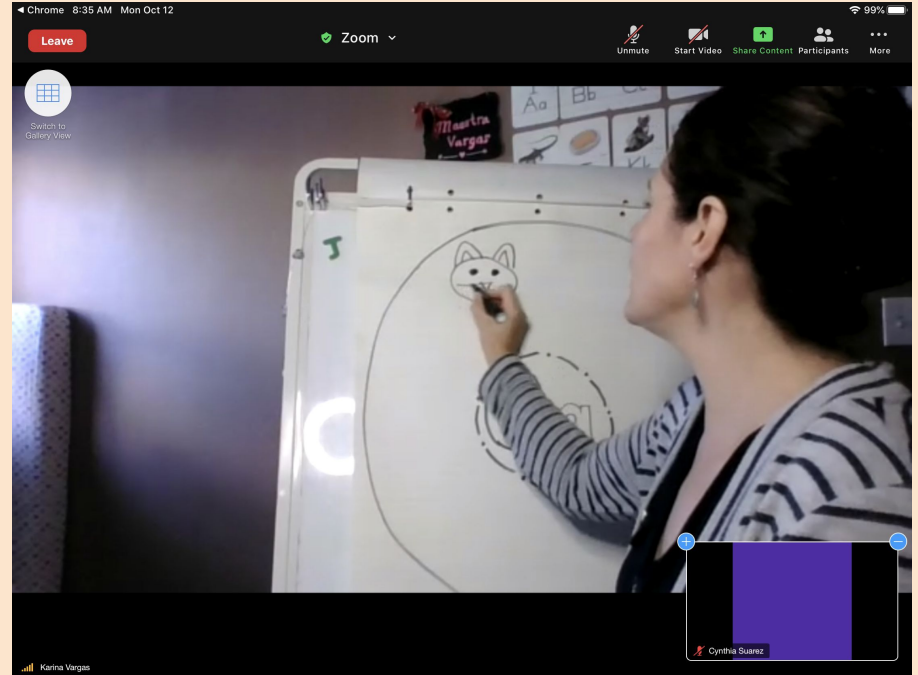 Chrome 8:35 AM Mon Oct 12
99%
Leave
Zoom
Unmute
Start Video
Share Content
Participants
More
Switch to
Gallery View
Maestra
Vargas
Aa
Bb
Cc
J
Cynthia Suarez
Karina Vargas